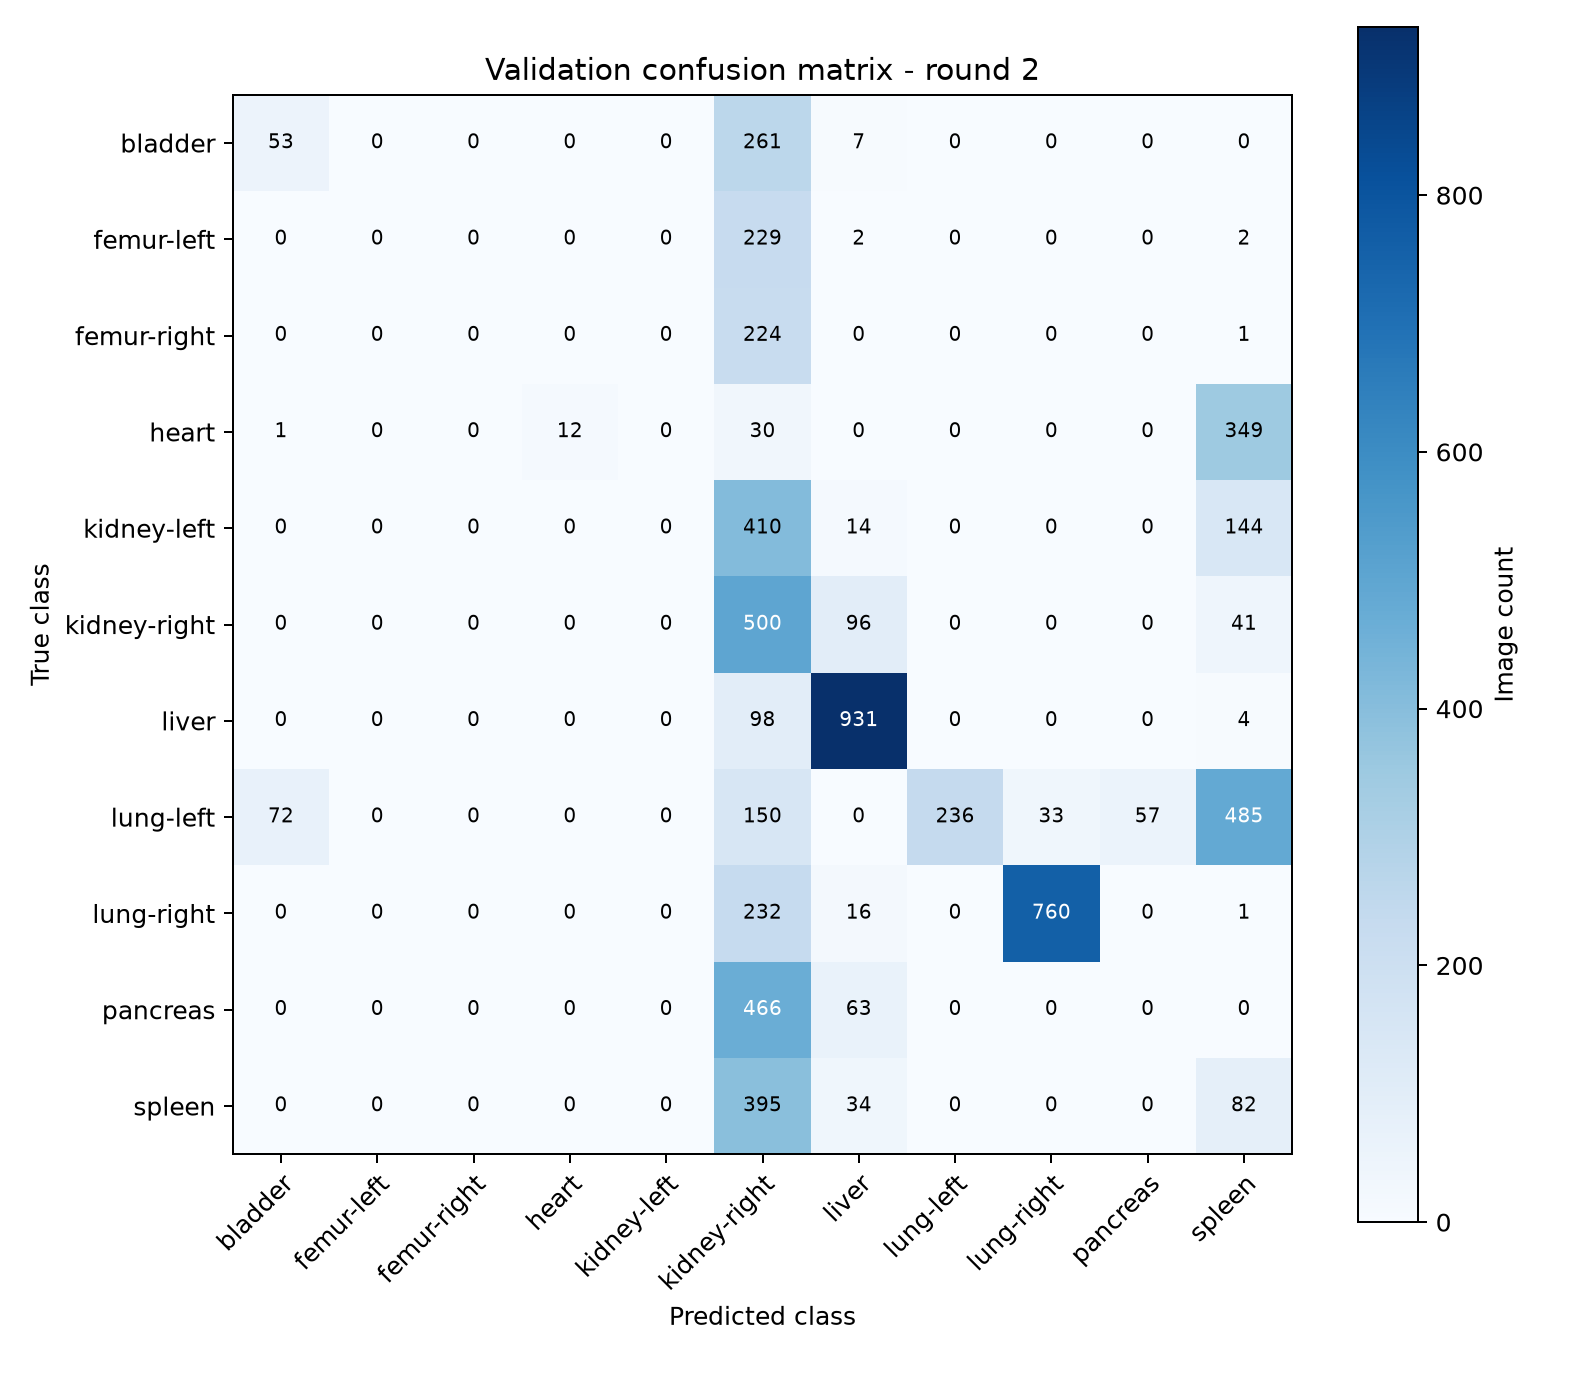 Validation confusion matrix - round 2
bladder 53 0 0 0 0 261 7 0 0 0 0
femur-left 0 0 0 0 0 229 2 0 0 0 2
femur-right 0 0 0 0 0 224 0 0 0 0 1
heart 1 0 0 12 0 30 0 0 0 0 349
kidney-left 0 0 0 0 0 410 14 0 0 0 144
kidney-right 0 0 0 0 0 500 96 0 0 0 41
liver 0 0 0 0 0 98 931 0 0 0 4
lung-left 72 0 0 0 0 150 0 236 33 57 485
lung-right 0 0 0 0 0 232 16 0 760 0 1
pancreas 0 0 0 0 0 466 63 0 0 0 0
spleen 0 0 0 0 0 395 34 0 0 0 82
True class
bladder femur-left femur-right heart kidney-left kidney-right liver lung-left lung-right pancreas spleen
Predicted class
800
600
400
200
0
Image count